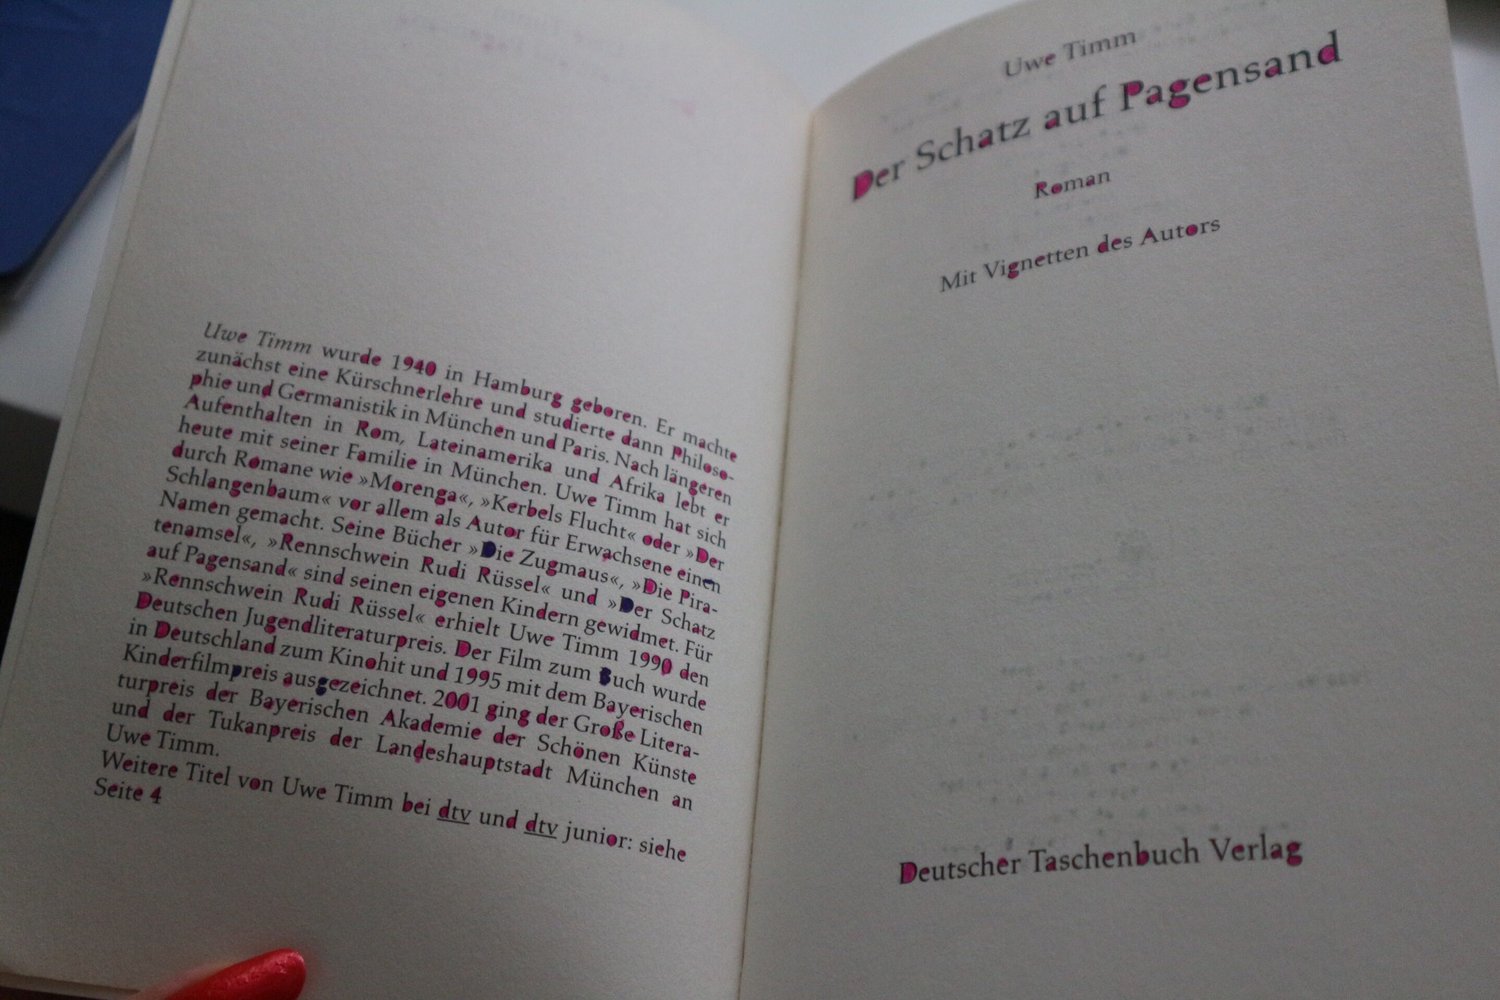 Uwe Timm wurde 1940 in Hamburg geboren. Er machte
zunächst eine Kürschnerlehre und studierte dann Philoso-
phie und Germanistik in München und Paris. Nach längeren
Aufenthalten in Rom, Lateinamerika und Afrika lebt er
heute mit seiner Familie in München. Uwe Timm hat sich
durch Romane wie »Morenga«, »Kerbels Flucht« oder »Der
Schlangenbaum« vor allem als Autor für Erwachsene einen
Namen gemacht. Seine Bücher »Die Zugmaus«, »Die Pira-
tenamsel«, »Rennschwein Rudi Rüssel« und »Der Schatz
auf Pagensand« sind seinen eigenen Kindern gewidmet. Für
»Rennschwein Rudi Rüssel« erhielt Uwe Timm 1990 den
Deutschen Jugendliteraturpreis. Der Film zum Buch wurde
in Deutschland zum Kinohit und 1995 mit dem Bayerischen
Kinderfilmpreis ausgezeichnet. 2001 ging der Große Litera-
turpreis der Bayerischen Akademie der Schönen Künste
und der Tukanpreis der Landeshauptstadt München an
Uwe Timm.
Weitere Titel von Uwe Timm bei dtv und dtv junior: siehe
Seite 4
Uwe Timm
Der Schatz auf Pagensand
Roman
Mit Vignetten des Autors
Deutscher Taschenbuch Verlag